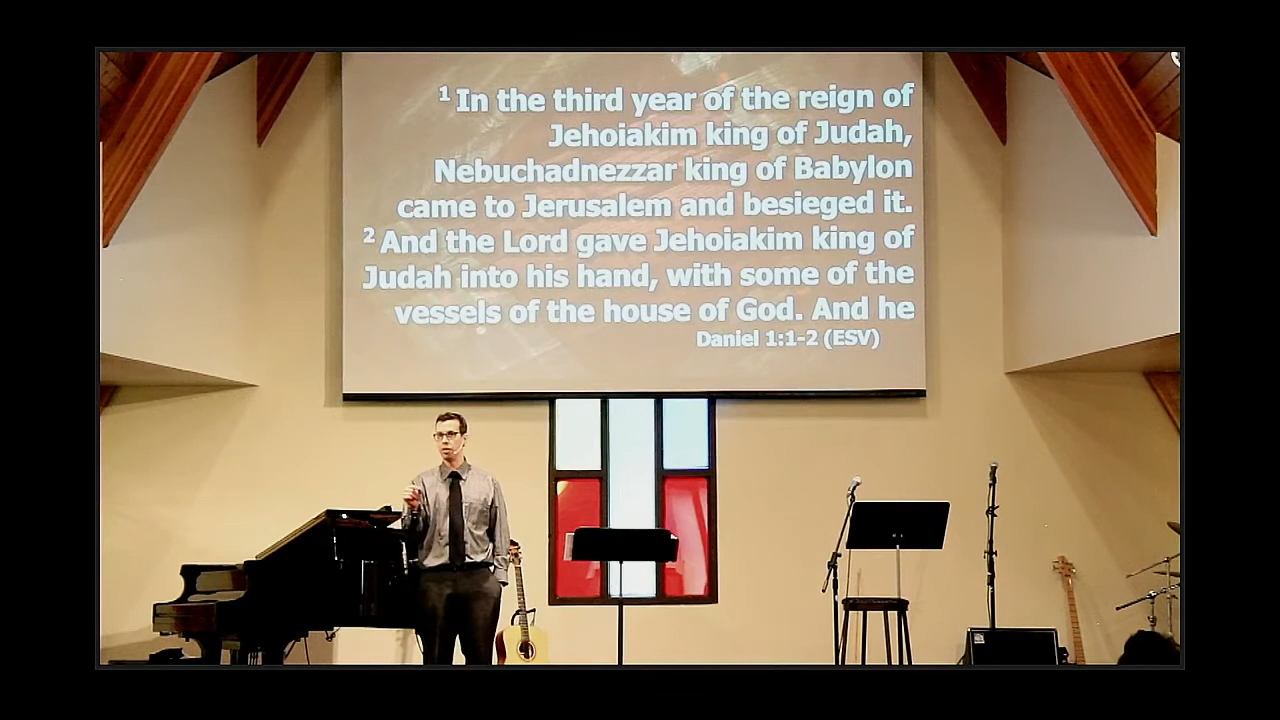 1 In the third year of the reign of
Jehoiakim king of Judah,
Nebuchadnezzar king of Babylon
came to Jerusalem and besieged it.
2 And the Lord gave Jehoiakim king of
Judah into his hand, with some of the
vessels of the house of God. And he
Daniel 1:1-2 (ESV)